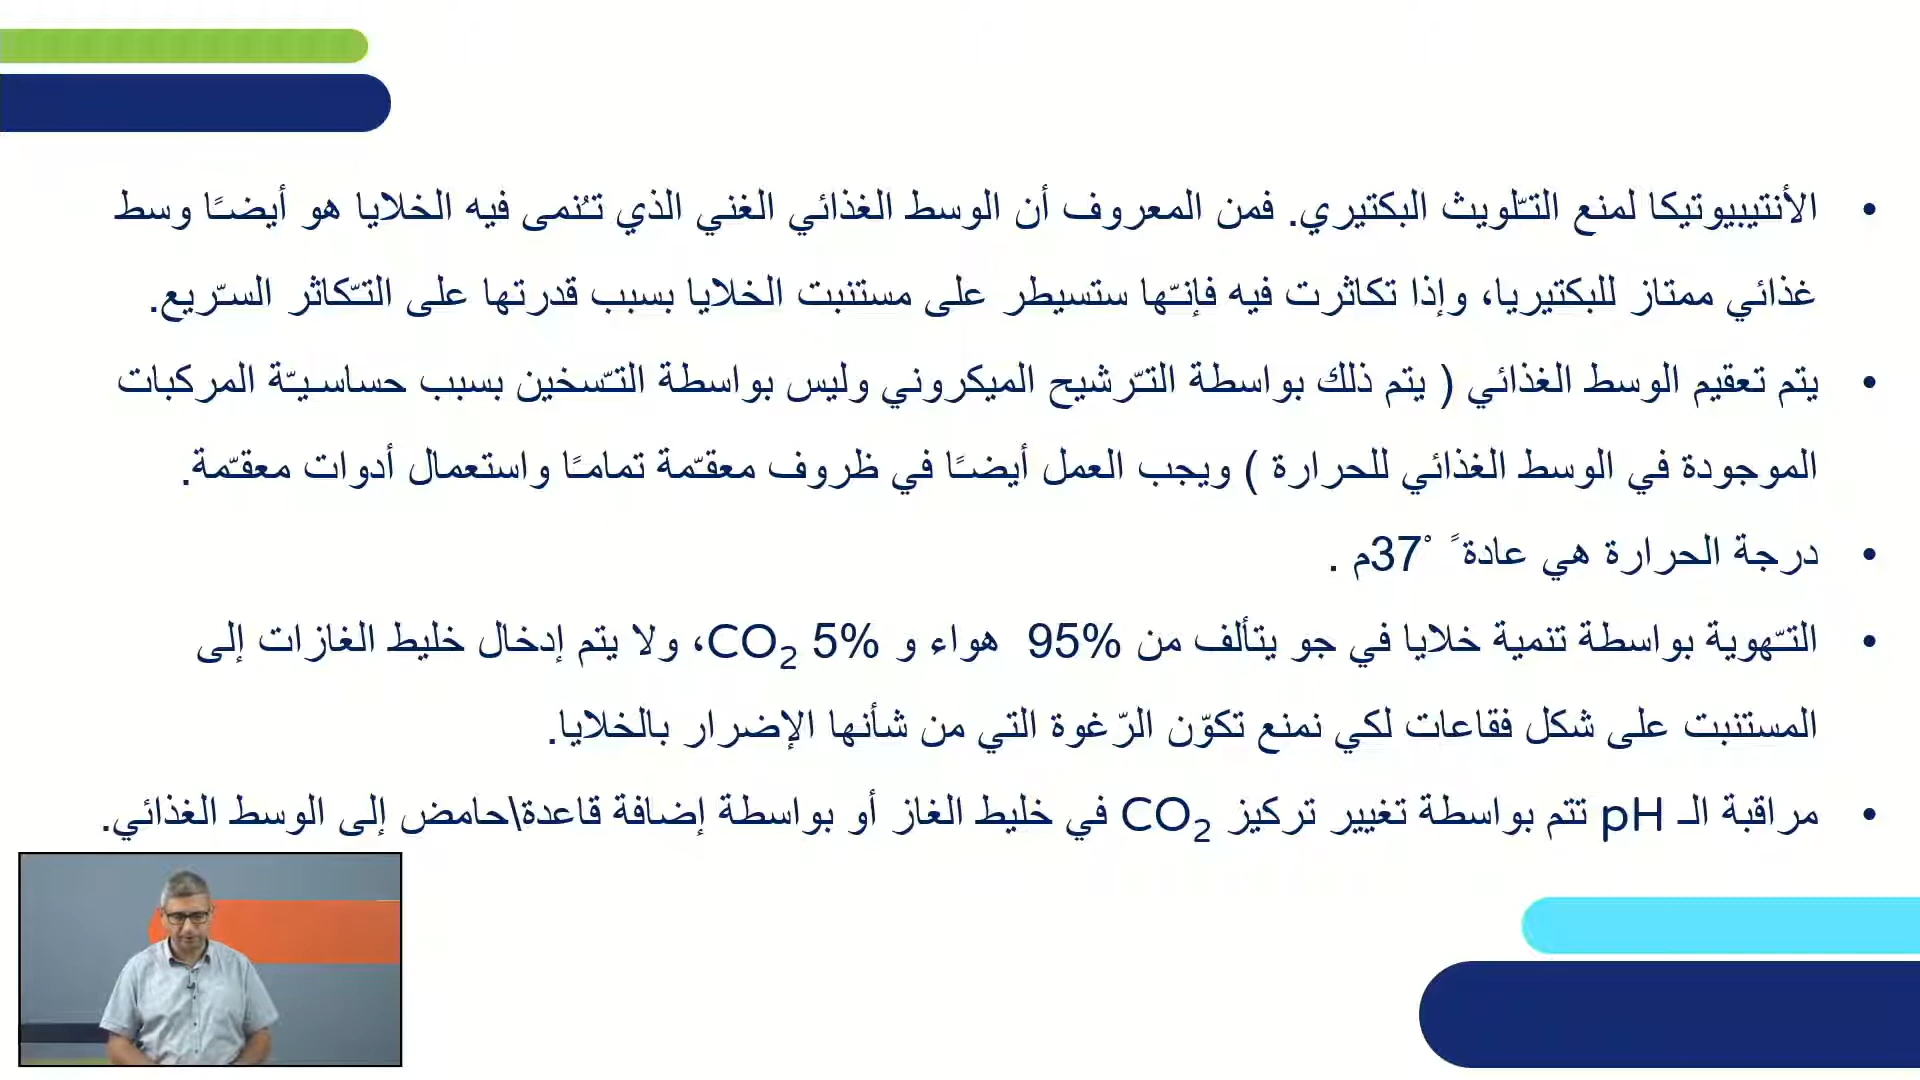 • الأنتيبيوتيكا لمنع التّلويث البكتيري. فمن المعروف أن الوسط الغذائي الغني الذي تُنمى فيه الخلايا هو أيضًا وسط
غذائي ممتاز للبكتيريا، وإذا تكاثرت فيه فإنّها ستسيطر على مستنبت الخلايا بسبب قدرتها على التّكاثر السّريع.
• يتم تعقيم الوسط الغذائي ( يتم ذلك بواسطة التّرشيح الميكروني وليس بواسطة التّسخين بسبب حساسيّة المركبات
الموجودة في الوسط الغذائي للحرارة ) ويجب العمل أيضًا في ظروف معقّمة تمامًا واستعمال أدوات معقّمة.
• درجة الحرارة هي عادةً 37°م .
• التّهوية بواسطة تنمية خلايا في جو يتألف من 95% هواء و 5% CO₂، ولا يتم إدخال خليط الغازات إلى
المستنبت على شكل فقاعات لكي نمنع تكوّن الرّغوة التي من شأنها الإضرار بالخلايا.
• مراقبة الـ pH تتم بواسطة تغيير تركيز CO₂ في خليط الغاز أو بواسطة إضافة قاعدة\حامض إلى الوسط الغذائي.